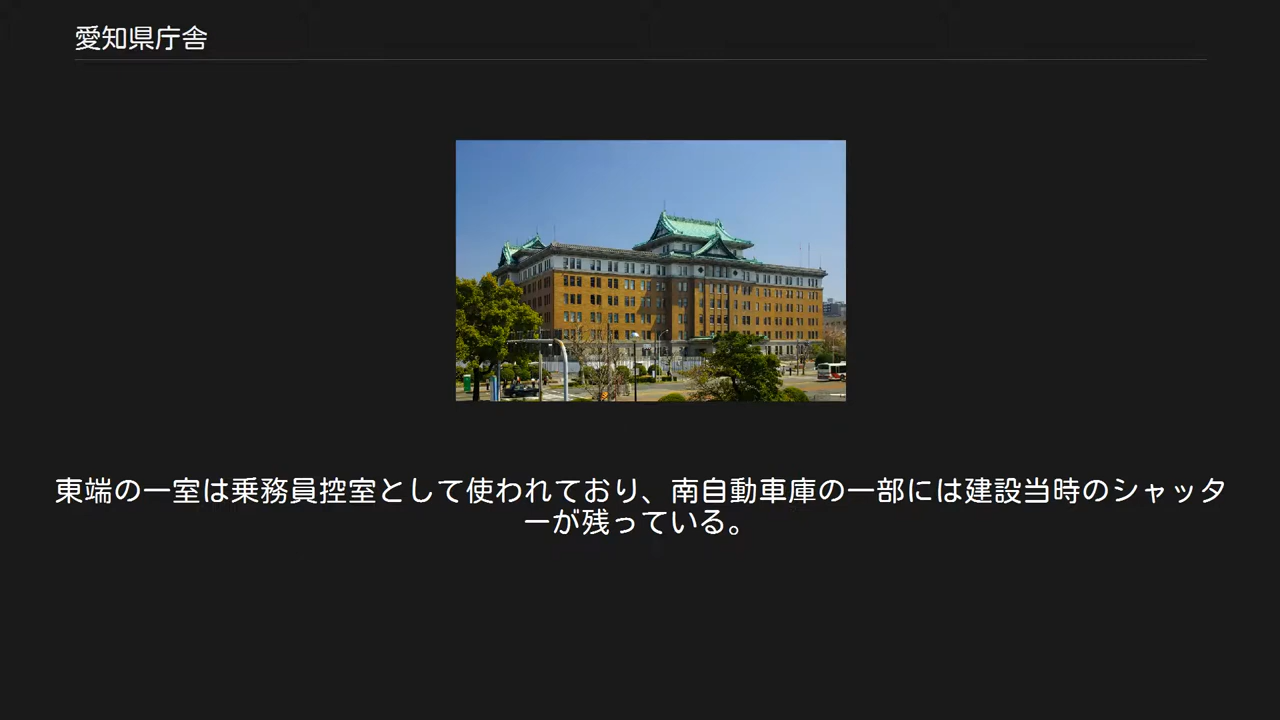 愛知県庁舎
東端の一室は乗務員控室として使われており、南自動車庫の一部には建設当時のシャッタ
ーが残っている。